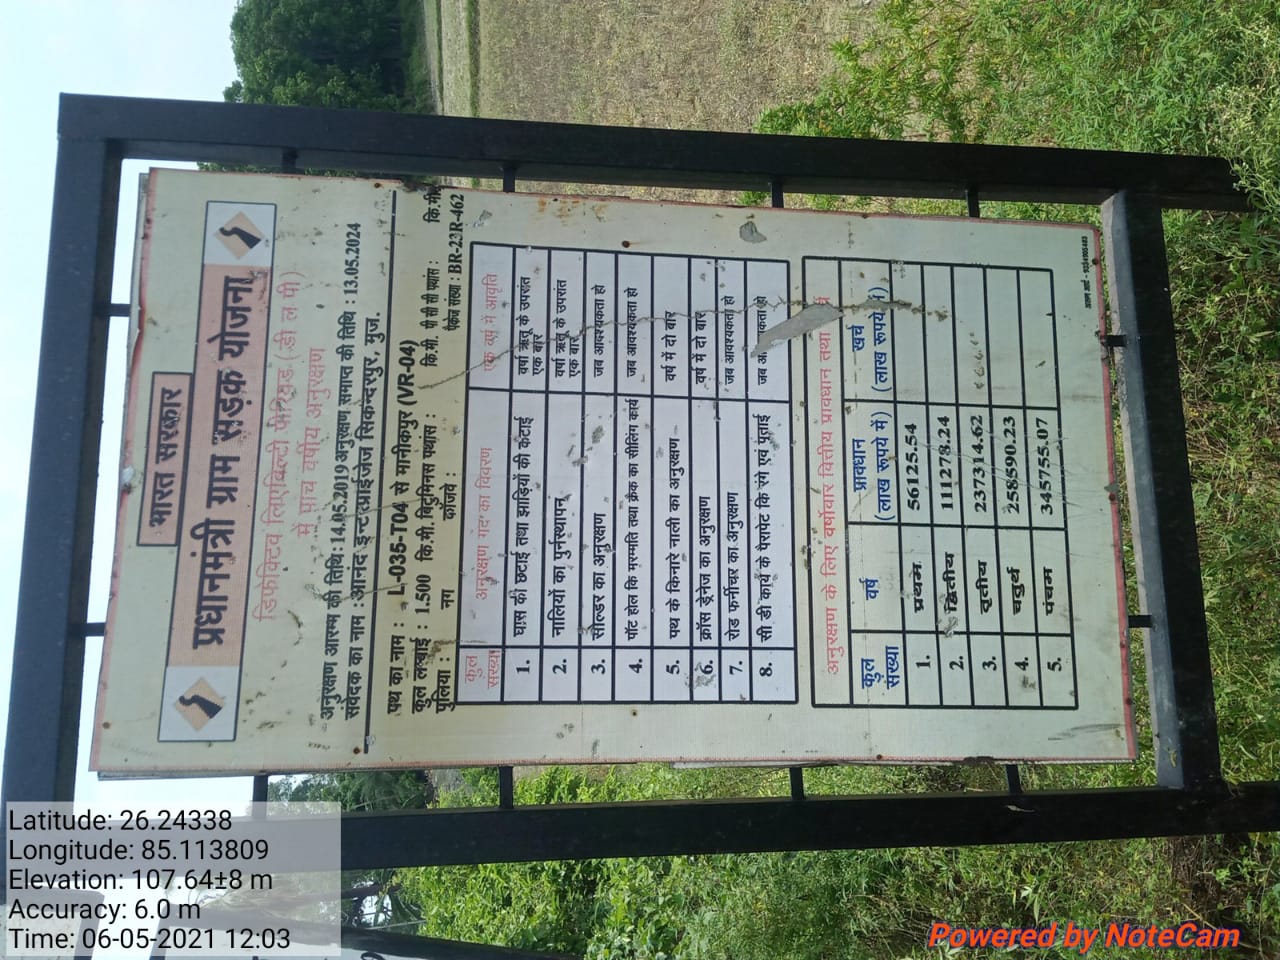 भारत सरकार
प्रधानमंत्री ग्राम सड़क योजना
डिफेक्टिव लिएबिल्टी पीरियड (डी ल पी)
में पांच वर्षीय अनुरक्षण
अनुरक्षण आरम्भ की तिथि: 14.05.2019 अनुरक्षण समाप्त की तिथि : 13.05.2024
संवेदक का नाम : आनंद इन्टरप्राईजेज सिकन्दरपुर, मुज.
पथ का नाम : L-035-T04 से मानिकपुर (VR-04)
कुल लम्बाई : 1.500 कि.मी. बिटुमिनस पथांस : कि.मी. पी सी सी पथांस : कि.मी.
पुलिया : नग कॉजवे : पैकेज संख्या : BR-23R-462
कुल संख्या अनुरक्षण मद का विवरण एक वर्ष में आवृति
1. घास की छटाई तथा झाड़ियों की कटाई वर्षा ऋतु के उपरांत एक बार
2. नालियों का पुर्नस्थापन वर्षा ऋतु के उपरांत एक बार
3. सोल्डर का अनुरक्षण जब आवश्यकता हो
4. पॉट होल कि मरम्मति तथा क्रैक का सीलिंग कार्य जब आवश्यकता हो
5. पथ के किनारे नाली का अनुरक्षण वर्ष में दो बार
6. क्रॉस ड्रेनेज का अनुरक्षण वर्ष में दो बार
7. रोड फर्नीचर का अनुरक्षण जब आवश्यकता हो
8. सी डी कार्य के पैरापेट कि रंग एवं पुताई जब
अनुरक्षण के लिए वर्षोवार वित्तीय प्रावधान तथा
कुल संख्या वर्ष प्रावधान (लाख रूपये में) खर्च (लाख रूपये में)
1. प्रथम 56125.54
2. द्वितीय 111278.24
3. तृतीय 237314.62
4. चतुर्थ 258590.23
5. पंचम 345755.07
Latitude: 26.24338
Longitude: 85.113809
Elevation: 107.64±8 m
Accuracy: 6.0 m
Time: 06-05-2021 12:03
Powered by NoteCam